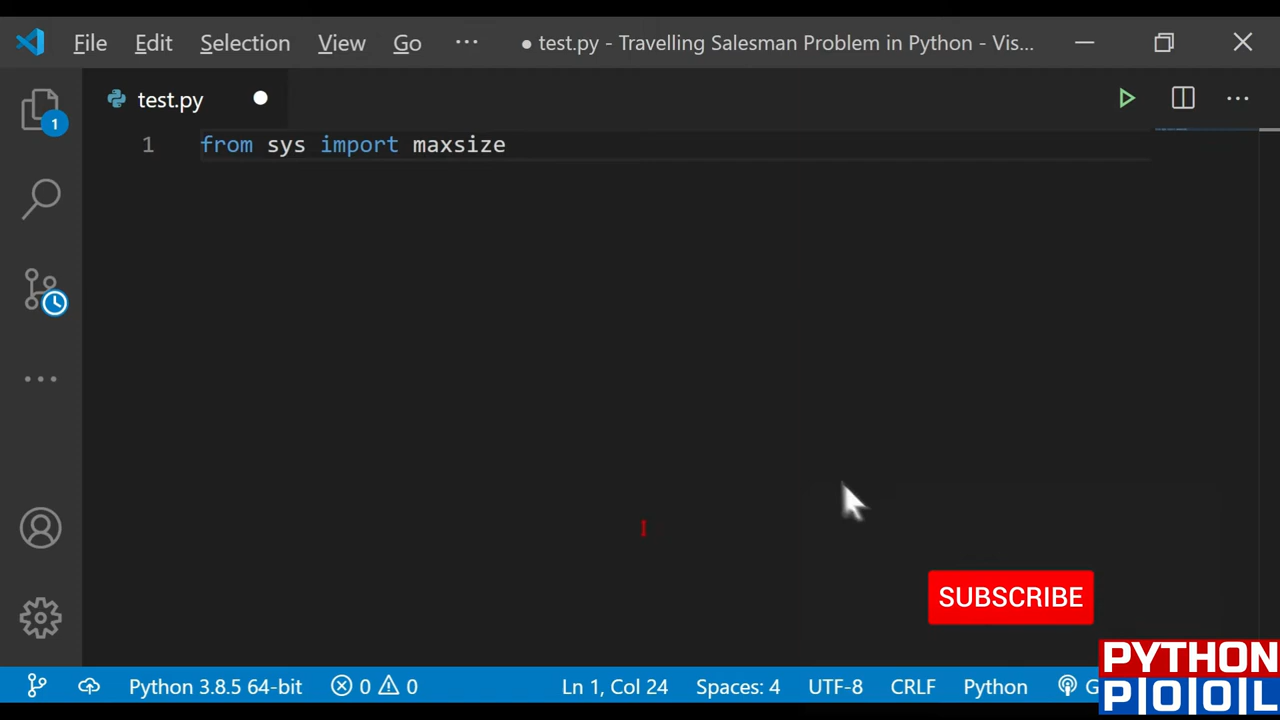 File Edit Selection View Go ··· ● test.py - Travelling Salesman Problem in Python - Vis...
test.py
1 from sys import maxsize
1
SUBSCRIBE
PYTHON
POOL
Python 3.8.5 64-bit 0 0 Ln 1, Col 24 Spaces: 4 UTF-8 CRLF Python G